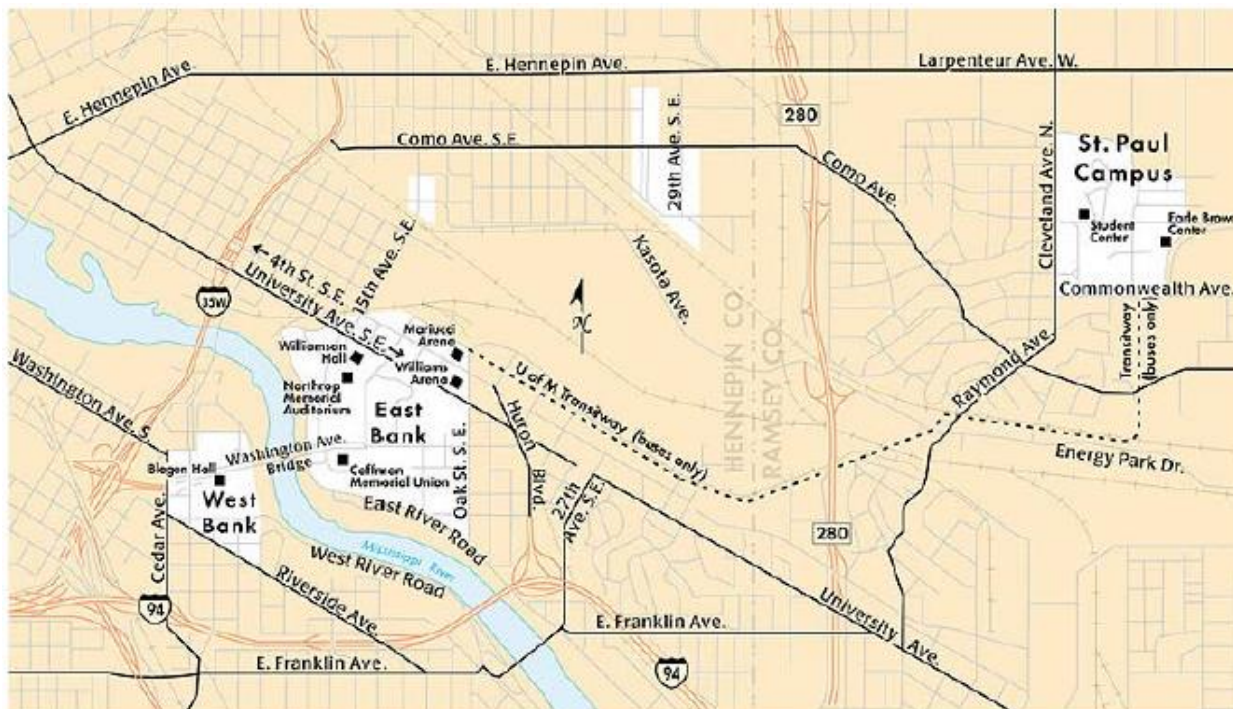 E. Hennepin Ave.
Larpenteur Ave. W.
E. Hennepin Ave.
280
Como Ave. S.E.
29th Ave. S.E.
Como Ave.
Cleveland Ave. N.
St. Paul
Campus
Student
Center
Earle Brown
Center
Kasota Ave.
15th Ave. S.E.
← 4th St. S.E.
University Ave. S.E. →
35W
N
Commonwealth Ave.
Transitway
(buses only)
Mariucci
Arena
Williamson
Hall
Williams
Arena
Northrop
Memorial
Auditorium
East
Bank
U of M Transitway (buses only)
HENNEPIN CO.
RAMSEY CO.
Raymond Ave.
Washington Ave. S.
Huron
Blvd.
Washington Ave.
Bridge
Blegen Hall
Coffman
Memorial Union
Oak St. S.E.
Energy Park Dr.
West
Bank
27th
Ave. S.E.
East River Road
Mississippi River
West River Road
280
Cedar Ave.
Riverside Ave.
94
E. Franklin Ave.
University Ave.
E. Franklin Ave.
94